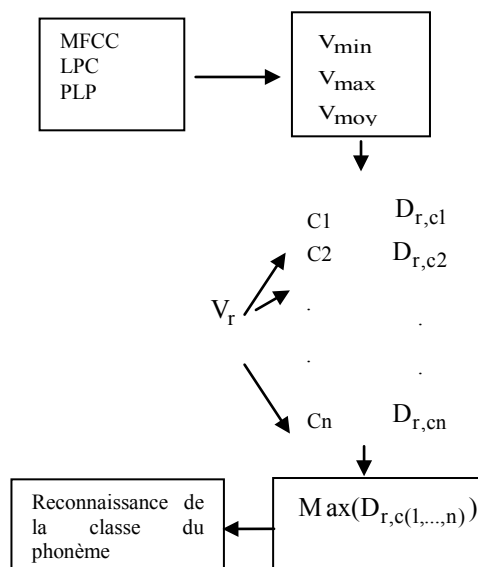 MFCC
LPC
PLP
Vmin
Vmax
Vmoy
C1 Dr,c1
C2 Dr,c2
. .
Vr
. .
Cn Dr,cn
Reconnaissance de
la classe du
phonème
Max(Dr,c(1,...,n))